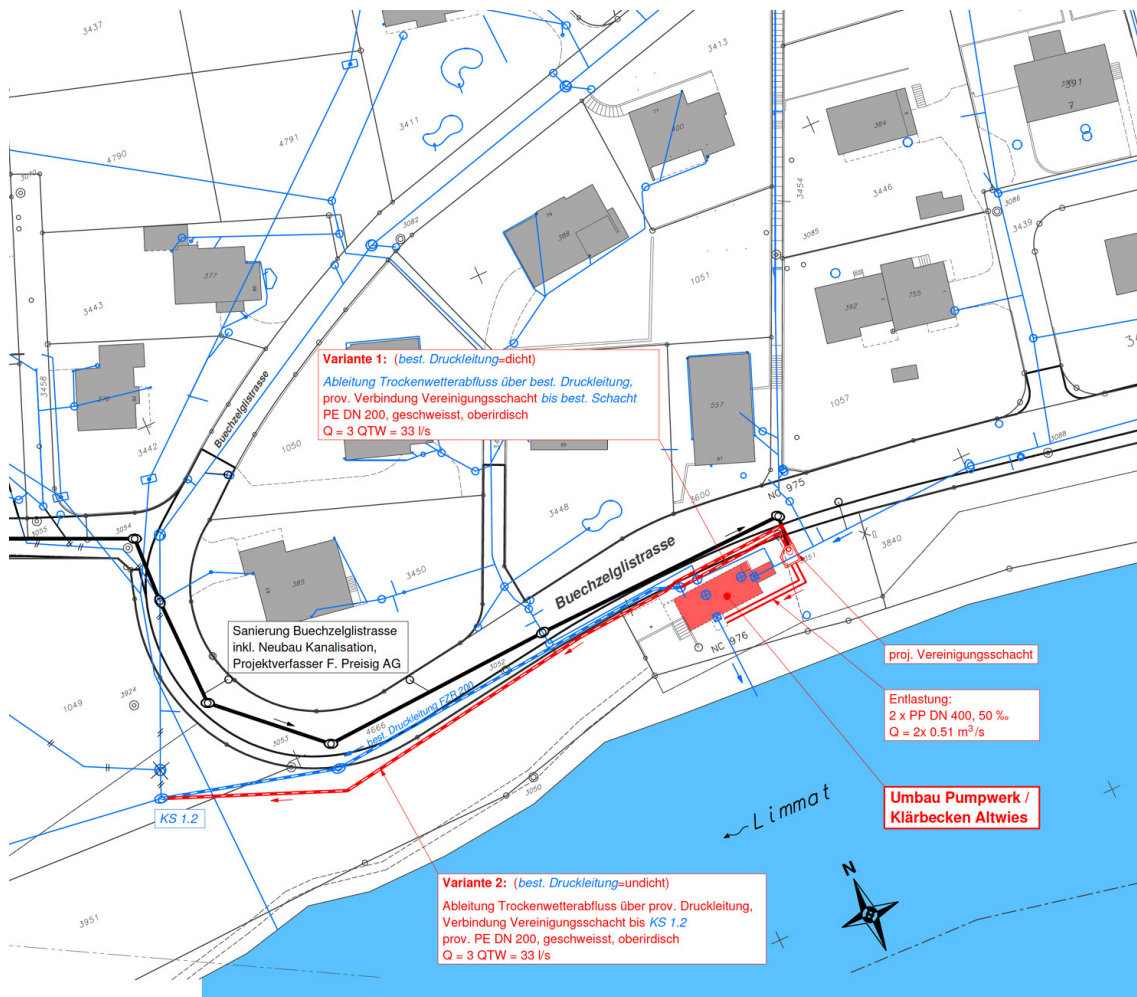 3437
3413
391
7
4791
3411
400
384
3454
4790
3446
3070
3082
3086
3085
3439
388
377
1051
392
755
3443
3458
Variante 1: (best. Druckleitung=dicht)
Ableitung Trockenwetterabfluss über best. Druckleitung,
prov. Verbindung Vereinigungsschacht bis best. Schacht
PE DN 200, geschweisst, oberirdisch
Q = 3 QTW = 33 l/s
Buechzelglistrasse
376
557
1057
3442
1050
3088
3600
NC 975
3448
3055
3054
3840
3051
Buechzelglistrasse
385
3450
Sanierung Buechzelglistrasse
inkl. Neubau Kanalisation,
Projektverfasser F. Preisig AG
NC 976
proj. Vereinigungsschacht
3052
3924
1049
best. Druckleitung FZR 200
4666
3053
Entlastung:
2 x PP DN 400, 50 ‰
Q = 2x 0.51 m³/s
3050
KS 1.2
Umbau Pumpwerk /
Klärbecken Altwies
Limmat
N
Variante 2: (best. Druckleitung=undicht)
Ableitung Trockenwetterabfluss über prov. Druckleitung,
Verbindung Vereinigungsschacht bis KS 1.2
prov. PE DN 200, geschweisst, oberirdisch
Q = 3 QTW = 33 l/s
3951